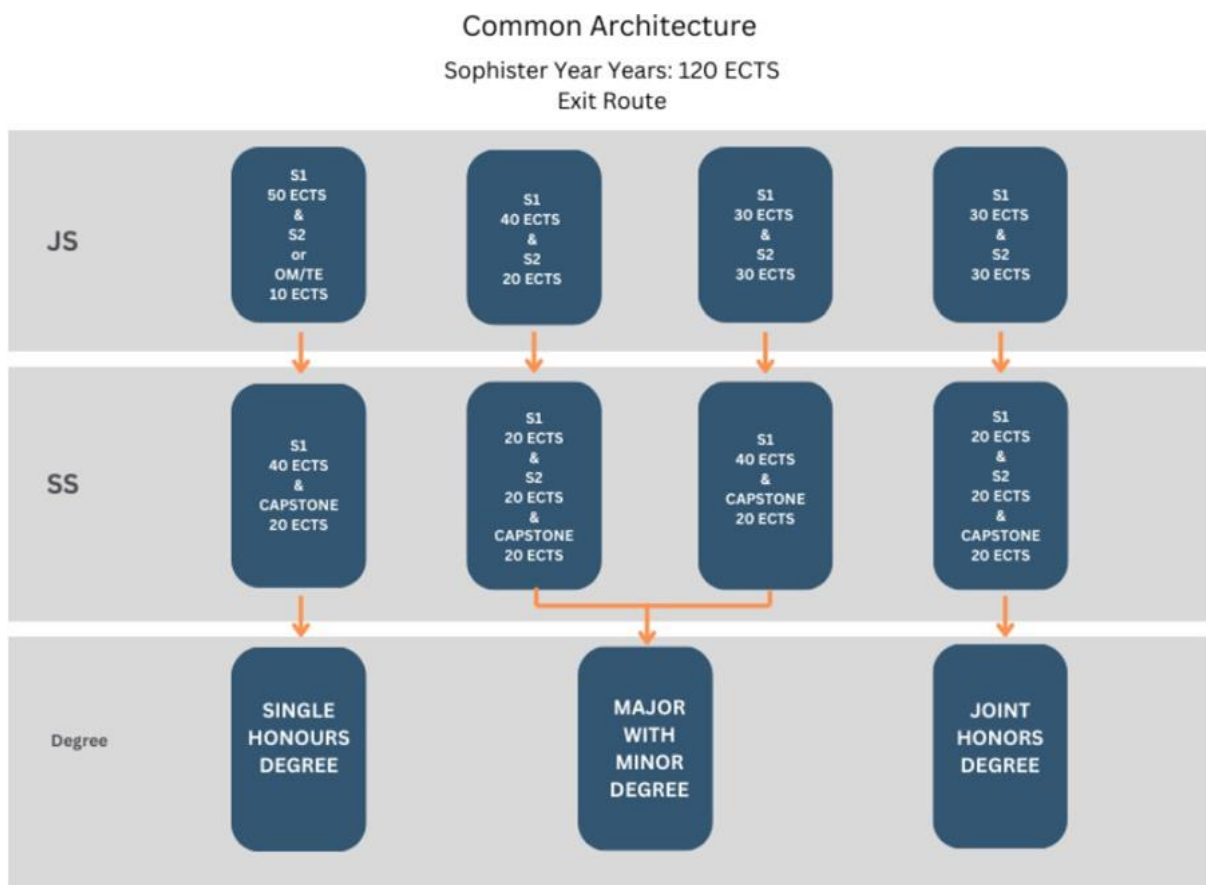 Common Architecture
Sophister Year Years: 120 ECTS
Exit Route
JS
S1
50 ECTS
&
S2
or
OM/TE
10 ECTS
S1
40 ECTS
&
S2
20 ECTS
S1
30 ECTS
&
S2
30 ECTS
S1
30 ECTS
&
S2
30 ECTS
SS
S1
40 ECTS
&
CAPSTONE
20 ECTS
S1
20 ECTS
&
S2
20 ECTS
&
CAPSTONE
20 ECTS
S1
40 ECTS
&
CAPSTONE
20 ECTS
S1
20 ECTS
&
S2
20 ECTS
&
CAPSTONE
20 ECTS
Degree
SINGLE
HONOURS
DEGREE
MAJOR
WITH
MINOR
DEGREE
JOINT
HONORS
DEGREE